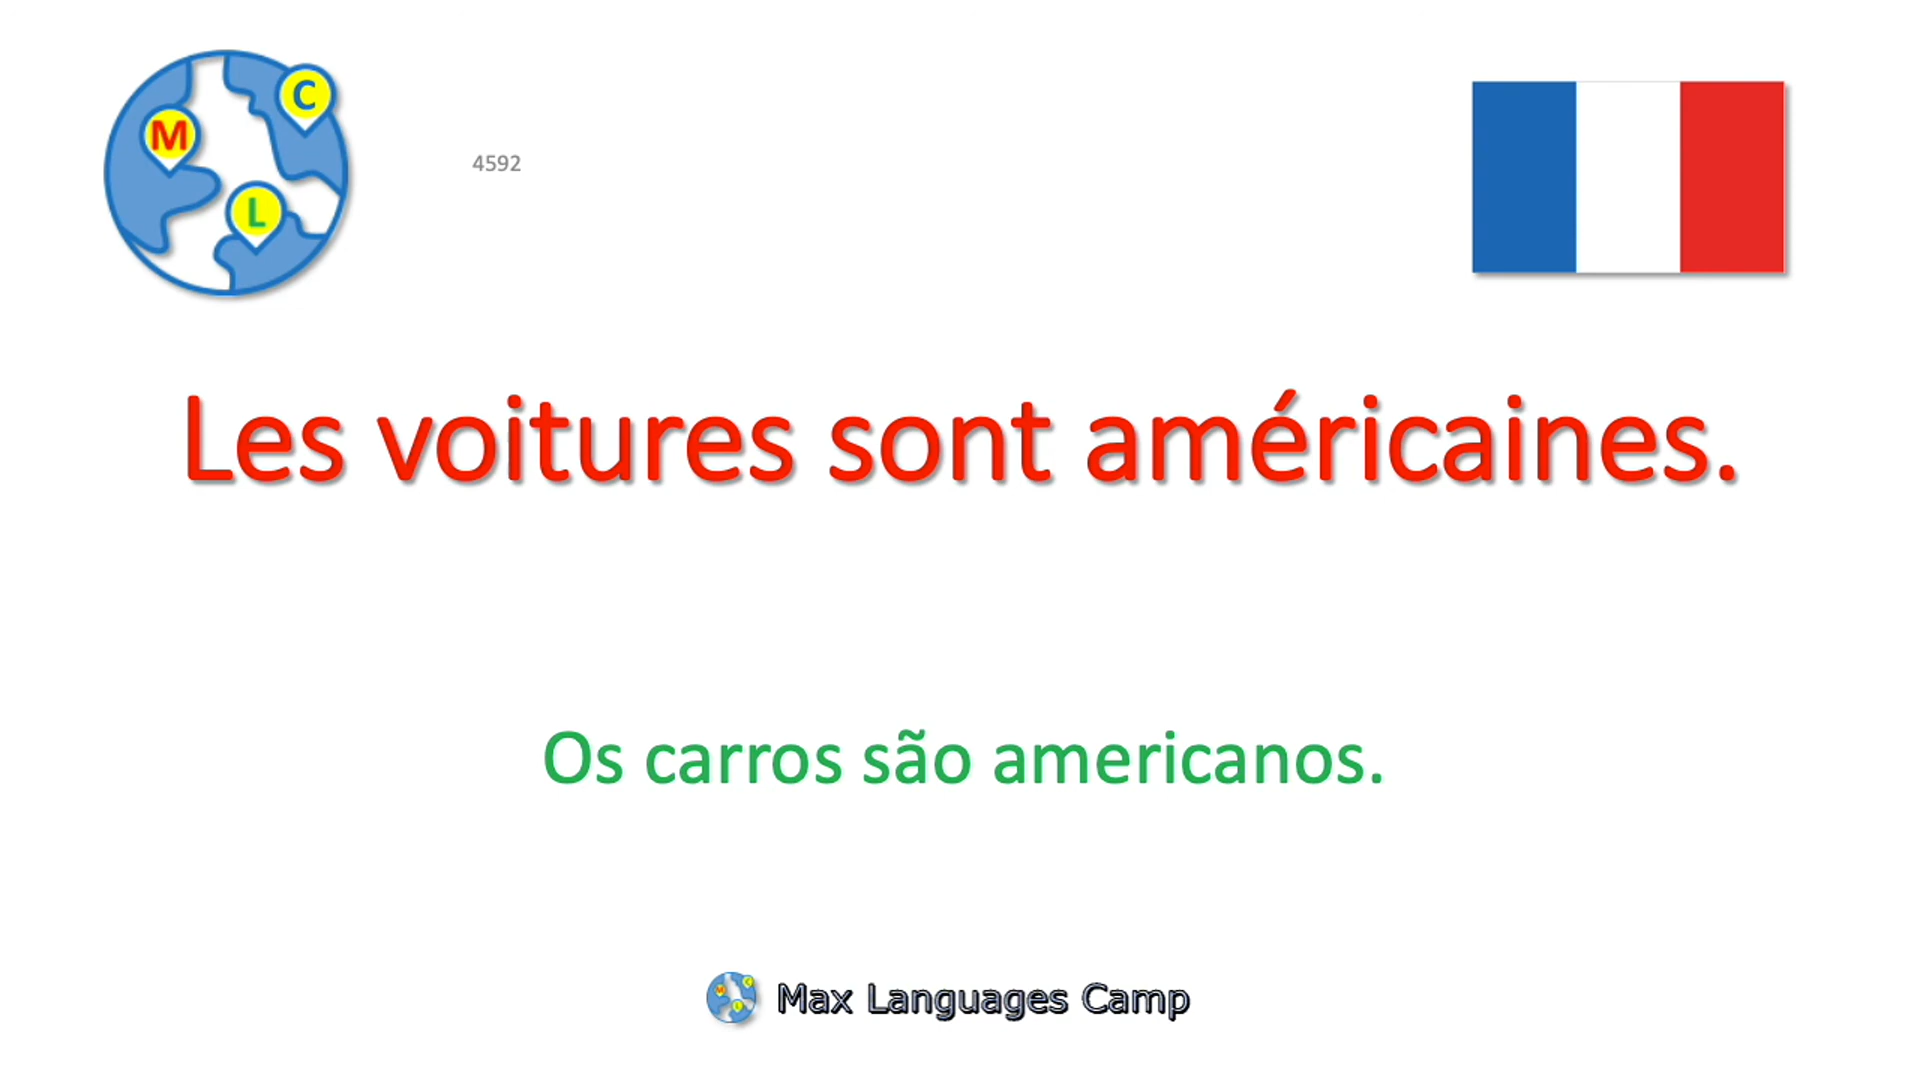 C
M
4592
L
Les voitures sont américaines.
Os carros são americanos.
Max Languages Camp